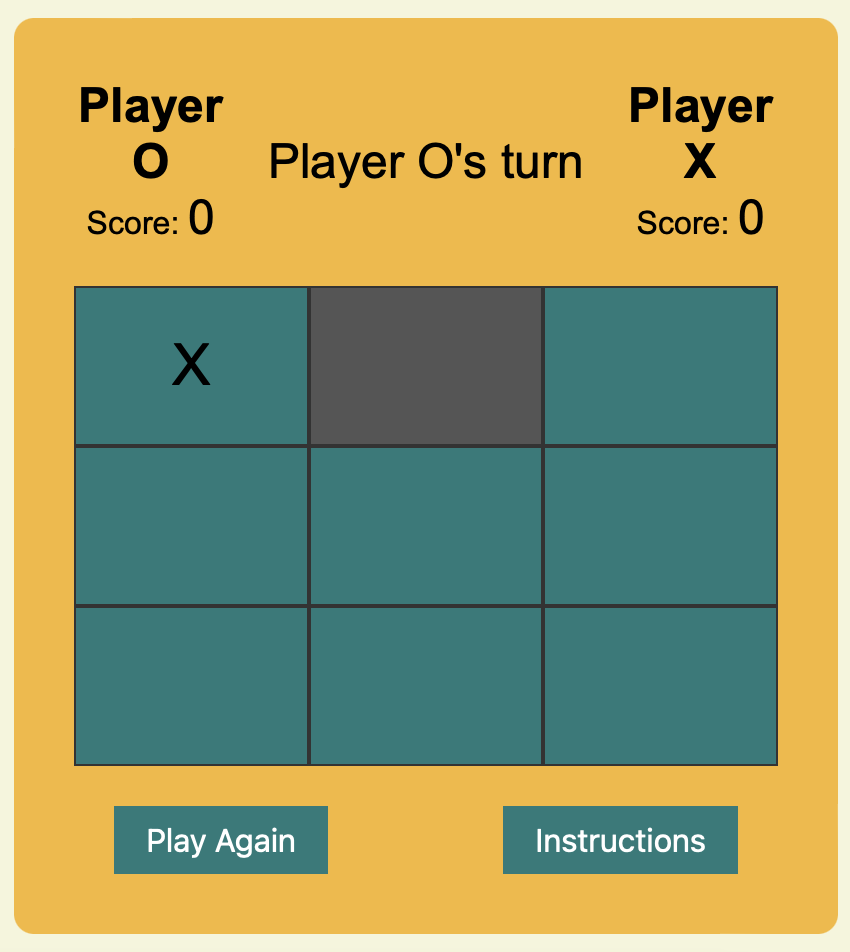 Player
O
Score: 0
Player O's turn
Player
X
Score: 0
X
Play Again
Instructions